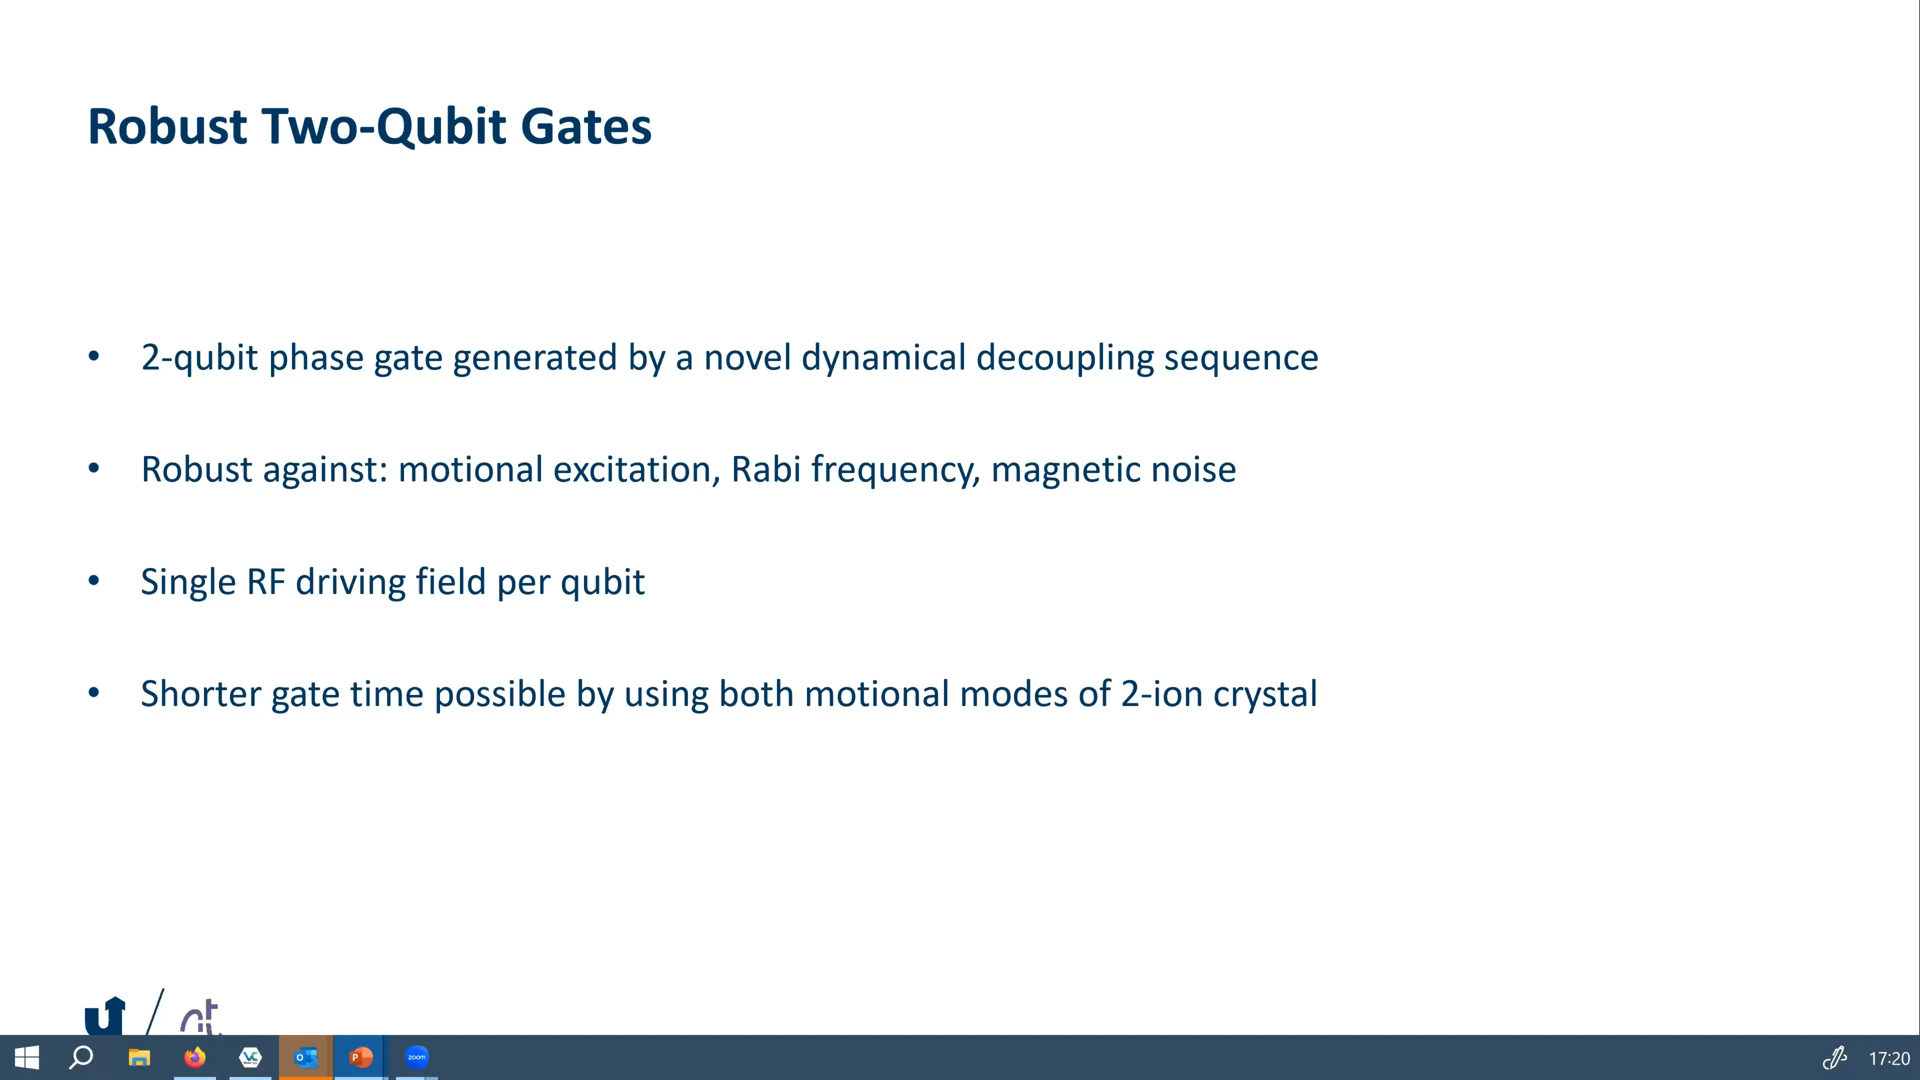 Robust Two-Qubit Gates
• 2-qubit phase gate generated by a novel dynamical decoupling sequence
• Robust against: motional excitation, Rabi frequency, magnetic noise
• Single RF driving field per qubit
• Shorter gate time possible by using both motional modes of 2-ion crystal
zoom
17:20